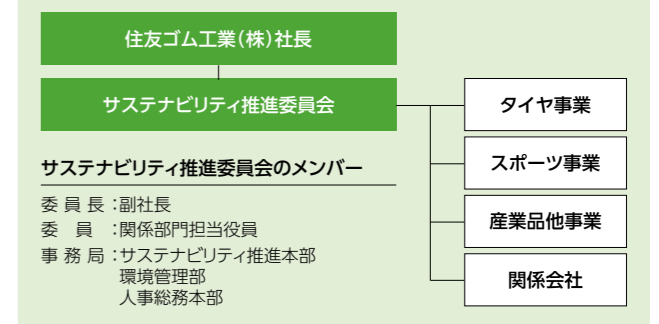 住友ゴム工業(株)社長
サステナビリティ推進委員会
タイヤ事業
スポーツ事業
産業品他事業
関係会社
サステナビリティ推進委員会のメンバー
委員長:副社長
委員:関係部門担当役員
事務局:サステナビリティ推進本部
環境管理部
人事総務本部